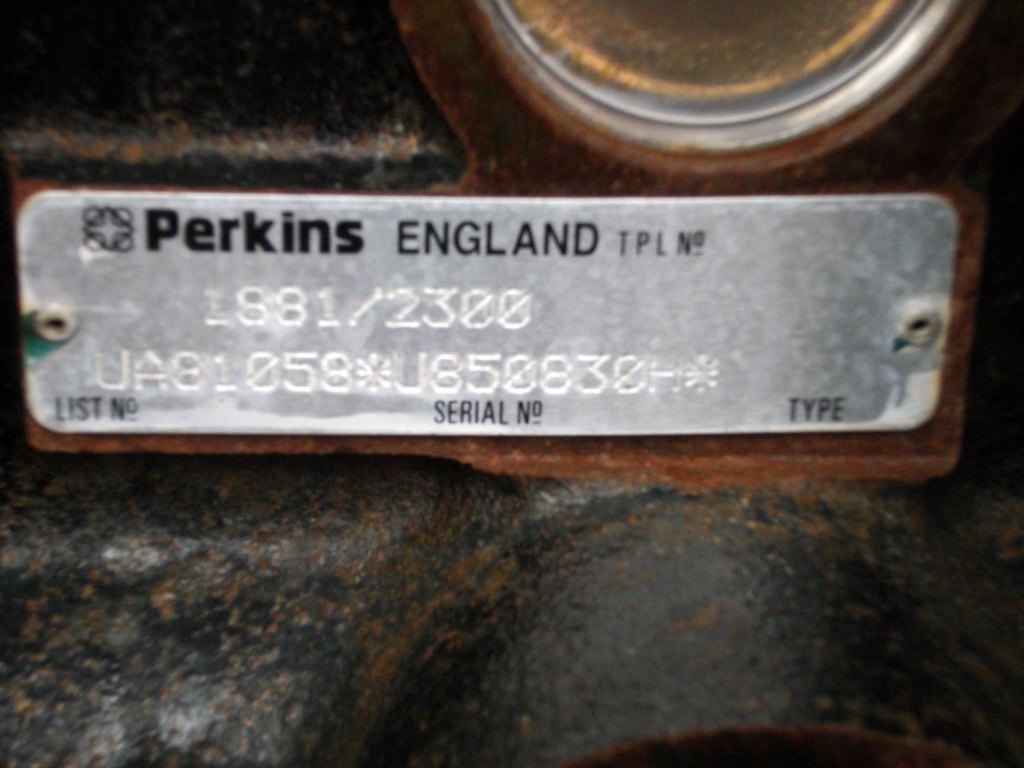 Perkins ENGLAND TPL Nº
1881/2300
UA81058*U850830H*
LIST Nº SERIAL Nº TYPE